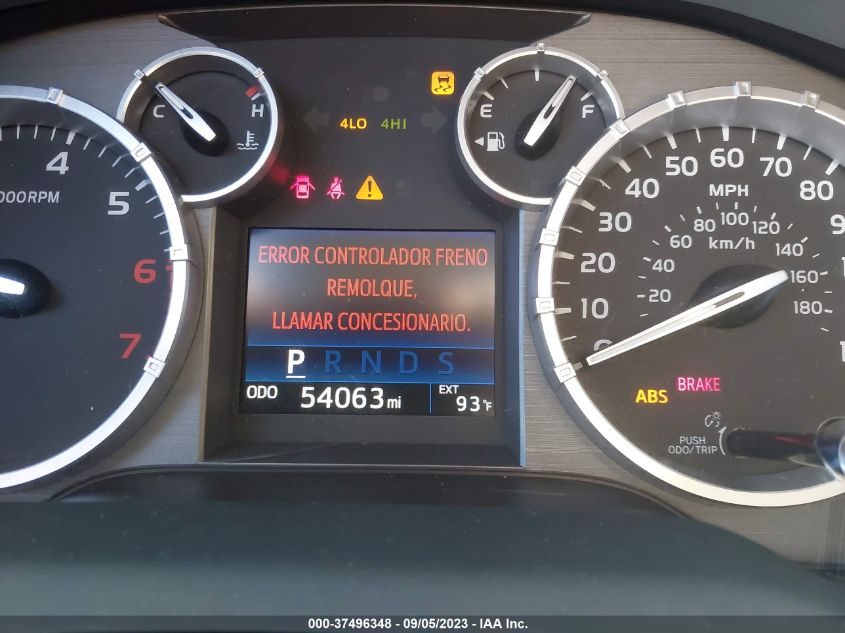 C H
4LO 4HI
E F
000RPM
4
5
6
7
ERROR CONTROLADOR FRENO
REMOLQUE,
LLAMAR CONCESIONARIO.
P R N D S
ODO 54063 mi
EXT 93°F
10
20
30
40
50
60
70
80
MPH
20
40
60
80
100
120
140
160
180
km/h
ABS BRAKE
PUSH
ODO/TRIP
000-37496348 - 09/05/2023 - IAA Inc.